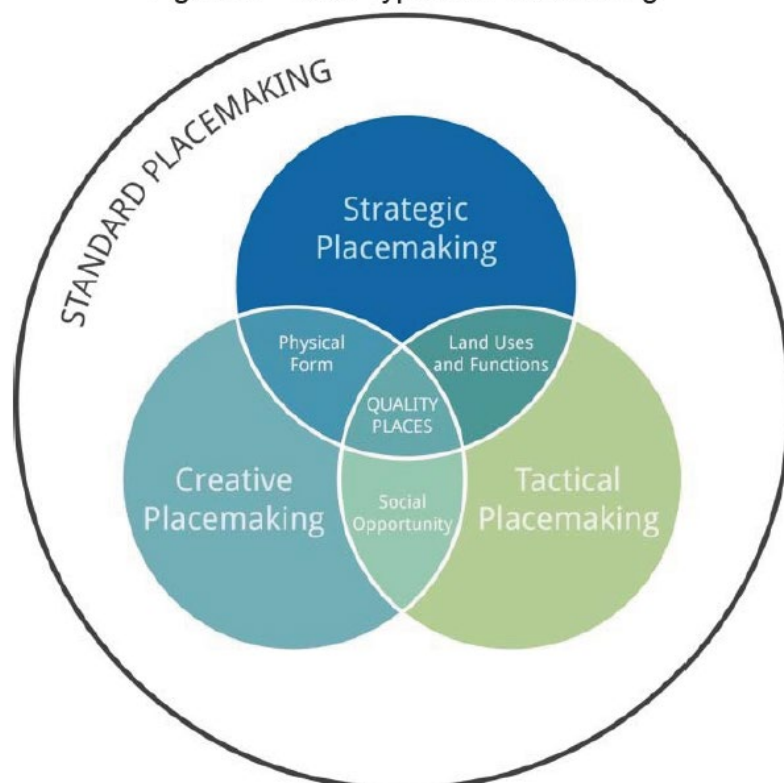 STANDARD PLACEMAKING
Strategic
Placemaking
Physical
Form
Land Uses
and Functions
QUALITY
PLACES
Creative
Placemaking
Social
Opportunity
Tactical
Placemaking